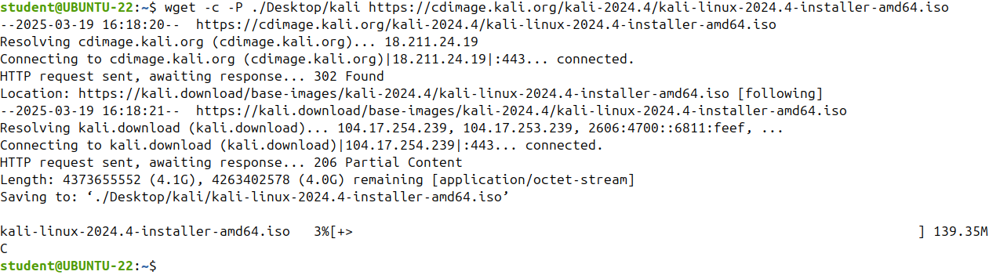 student@UBUNTU-22:~$ wget -c -P ./Desktop/kali https://cdimage.kali.org/kali-2024.4/kali-linux-2024.4-installer-amd64.iso
--2025-03-19 16:18:20--  https://cdimage.kali.org/kali-2024.4/kali-linux-2024.4-installer-amd64.iso
Resolving cdimage.kali.org (cdimage.kali.org)... 18.211.24.19
Connecting to cdimage.kali.org (cdimage.kali.org)|18.211.24.19|:443... connected.
HTTP request sent, awaiting response... 302 Found
Location: https://kali.download/base-images/kali-2024.4/kali-linux-2024.4-installer-amd64.iso [following]
--2025-03-19 16:18:21--  https://kali.download/base-images/kali-2024.4/kali-linux-2024.4-installer-amd64.iso
Resolving kali.download (kali.download)... 104.17.254.239, 104.17.253.239, 2606:4700::6811:feef, ...
Connecting to kali.download (kali.download)|104.17.254.239|:443... connected.
HTTP request sent, awaiting response... 206 Partial Content
Length: 4373655552 (4.1G), 4263402578 (4.0G) remaining [application/octet-stream]
Saving to: ‘./Desktop/kali/kali-linux-2024.4-installer-amd64.iso’
kali-linux-2024.4-installer-amd64.iso   3%[+>                                                                        ] 139.35M
C
student@UBUNTU-22:~$